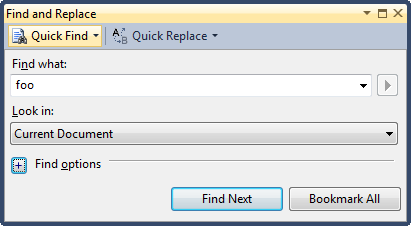 Find and Replace
Quick Find Quick Replace
Find what:
foo
Look in:
Current Document
Find options
Find Next Bookmark All